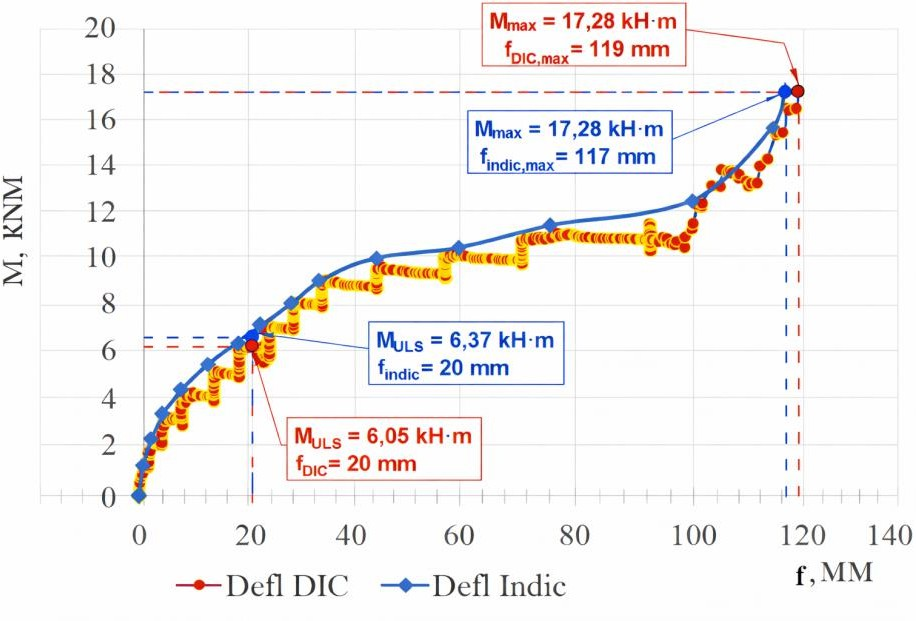 20
18
16
14
12
10
8
6
4
2
0
M, KNM
Mmax = 17,28 kH·m
fDIC,max = 119 mm
Mmax = 17,28 kH·m
findic,max = 117 mm
MULS = 6,37 kH·m
findic = 20 mm
MULS = 6,05 kH·m
fDIC = 20 mm
0 20 40 60 80 100 120 140
f, MM
Defl DIC Defl Indic